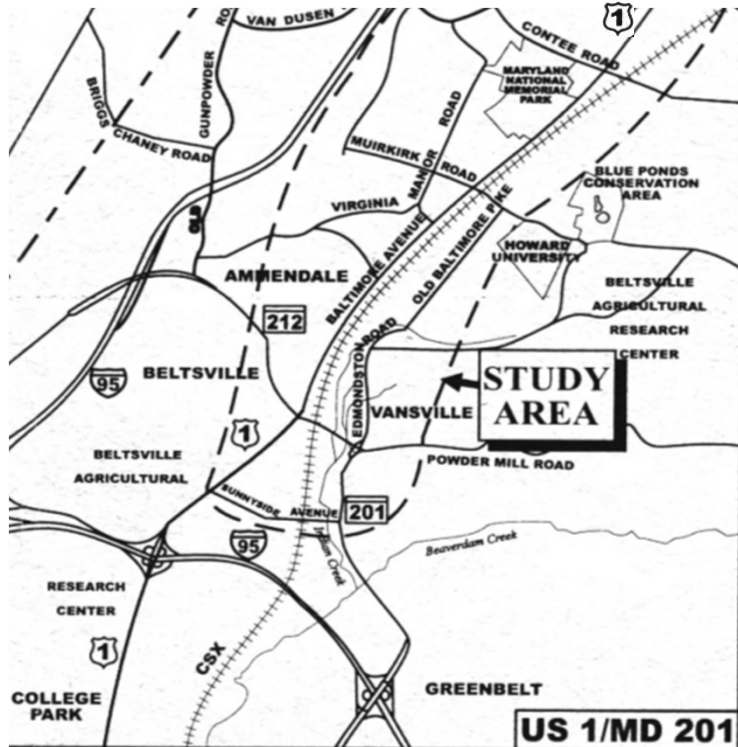 1
VAN DUSEN
RO
CONTEE ROAD
MARYLAND
NATIONAL
MEMORIAL
PARK
BRIGGS
CHANEY ROAD
GUNPOWDER
OLD
MUIRKIRK ROAD
MANOR ROAD
VIRGINIA
BLUE PONDS
CONSERVATION
AREA
HOWARD
UNIVERSITY
BALTIMORE AVENUE
OLD BALTIMORE PIKE
AMMENDALE
212
BELTSVILLE
AGRICULTURAL
RESEARCH
CENTER
95
BELTSVILLE
EDMONDSTON ROAD
STUDY
AREA
VANSVILLE
1
BELTSVILLE
AGRICULTURAL
POWDER MILL ROAD
SUNNYSIDE AVENUE
201
95
Indian Creek
Beaverdam Creek
RESEARCH
CENTER
1
CSX
COLLEGE
PARK
GREENBELT
US 1/MD 201